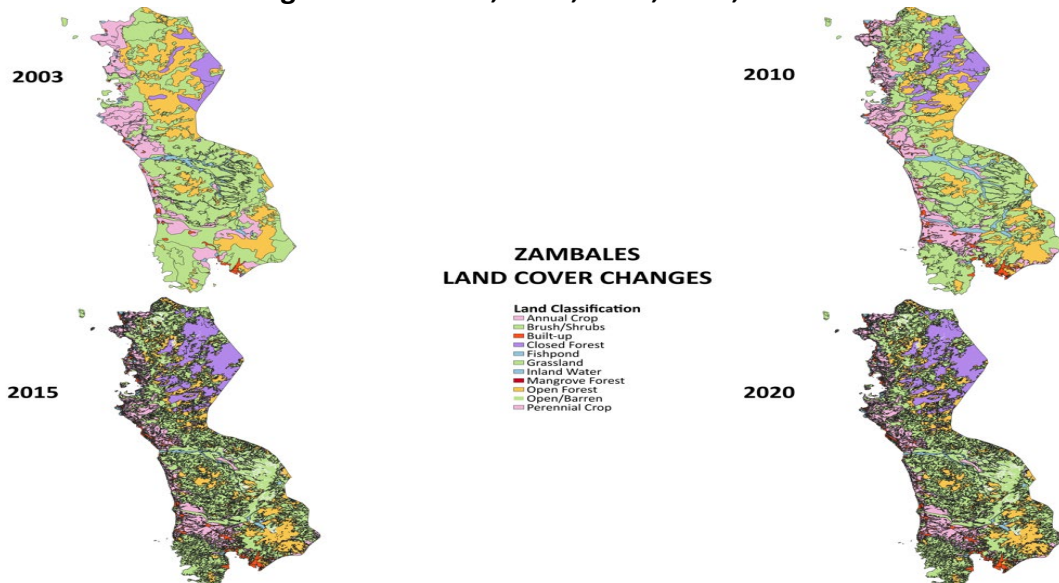 2003
2010
ZAMBALES
LAND COVER CHANGES
Land Classification
Annual Crop
Brush/Shrubs
Built-up
Closed Forest
Fishpond
Grassland
Inland Water
Mangrove Forest
Open Forest
Open/Barren
Perennial Crop
2015
2020